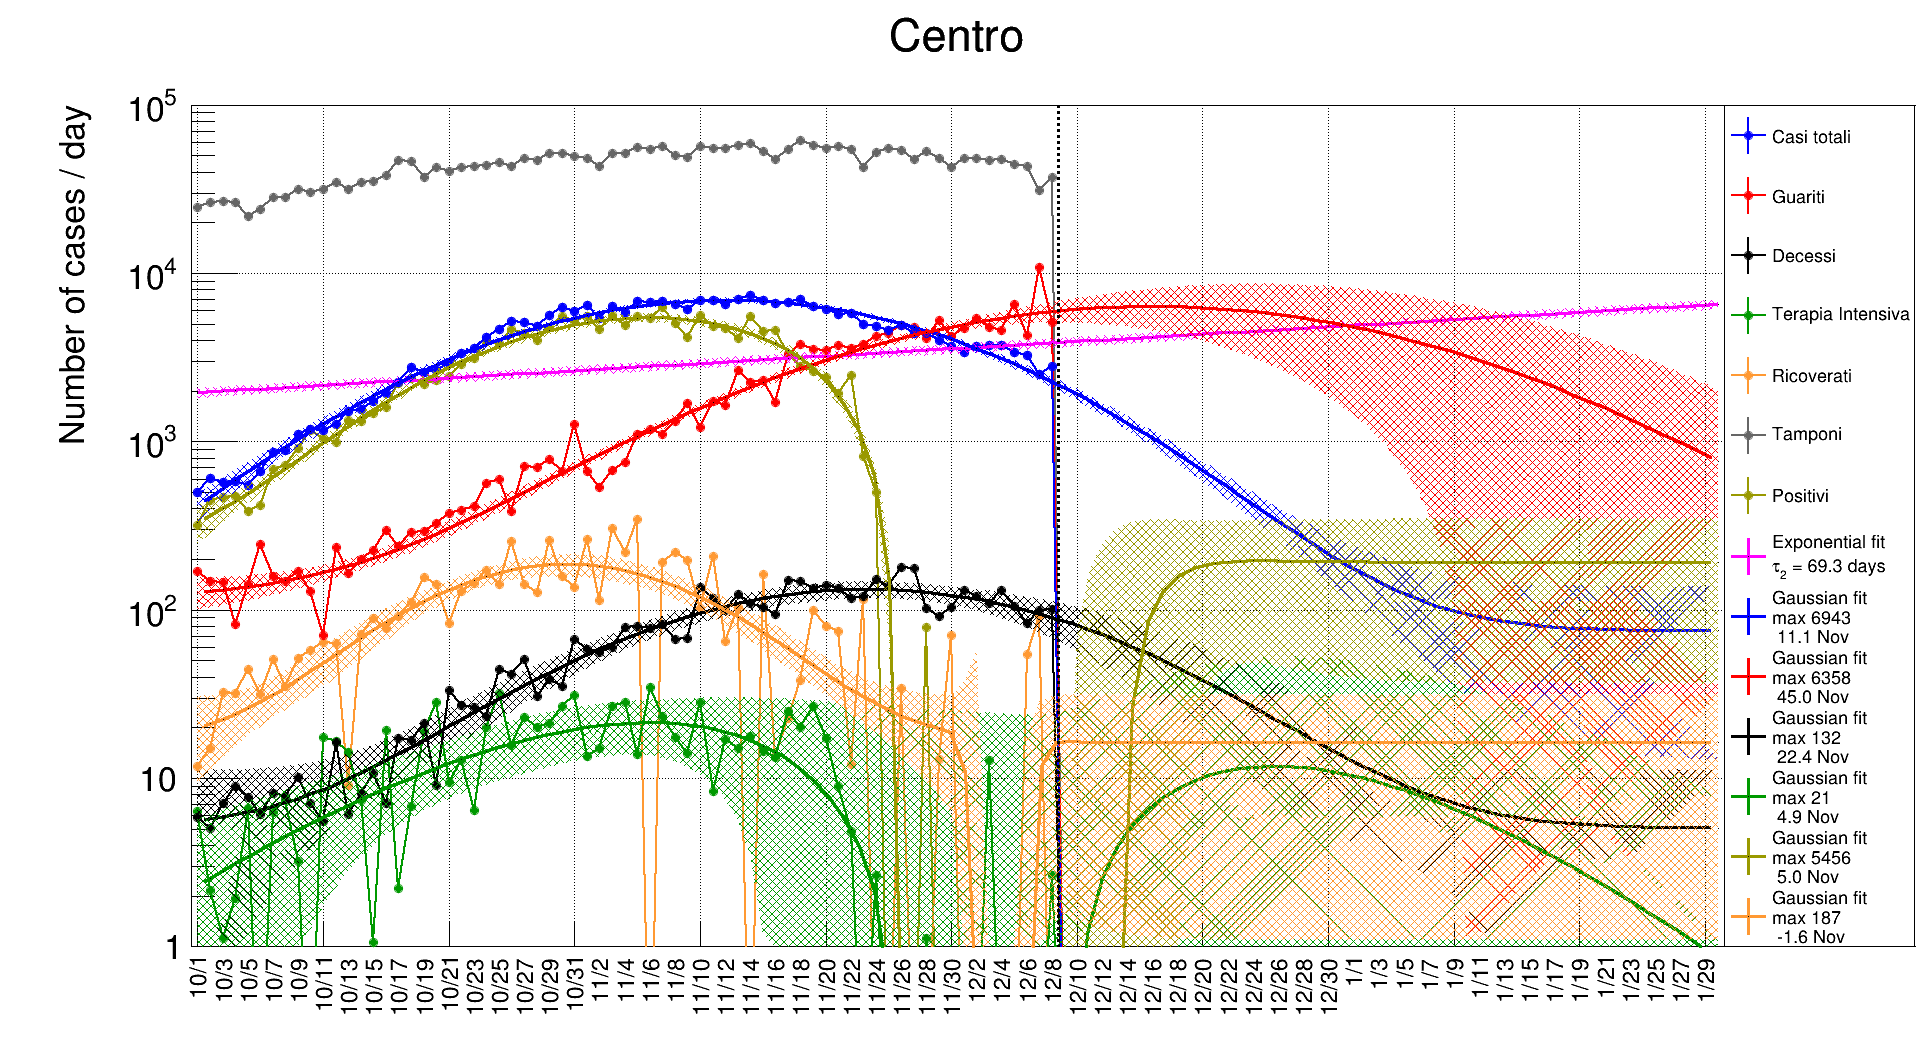 Centro
Number of cases / day
10^5
10^4
10^3
10^2
10
1
10/1
10/3
10/5
10/7
10/9
10/11
10/13
10/15
10/17
10/19
10/21
10/23
10/25
10/27
10/29
10/31
11/2
11/4
11/6
11/8
11/10
11/12
11/14
11/16
11/18
11/20
11/22
11/24
11/26
11/28
11/30
12/2
12/4
12/6
12/8
12/10
12/12
12/14
12/16
12/18
12/20
12/22
12/24
12/26
12/28
12/30
1/1
1/3
1/5
1/7
1/9
1/11
1/13
1/15
1/17
1/19
1/21
1/23
1/25
1/27
1/29
Casi totali
Guariti
Decessi
Terapia Intensiva
Ricoverati
Tamponi
Positivi
Exponential fit
τ₂ = 69.3 days
Gaussian fit
max 6943
11.1 Nov
Gaussian fit
max 6358
45.0 Nov
Gaussian fit
max 132
22.4 Nov
Gaussian fit
max 21
4.9 Nov
Gaussian fit
max 5456
5.0 Nov
Gaussian fit
max 187
-1.6 Nov